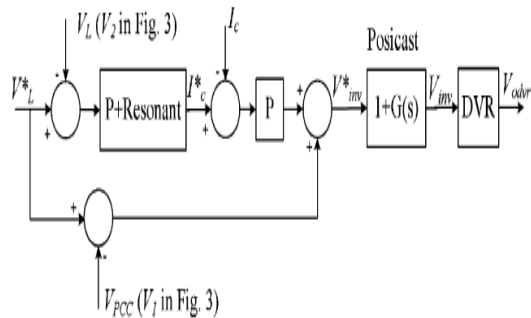 V_L (V_2 in Fig. 3)
I_c
Posicast
V*_L
P+Resonant
I*_c
P
V*_inv
1+G(s)
V_inv
DVR
V_odvr
V_PCC (V_1 in Fig. 3)